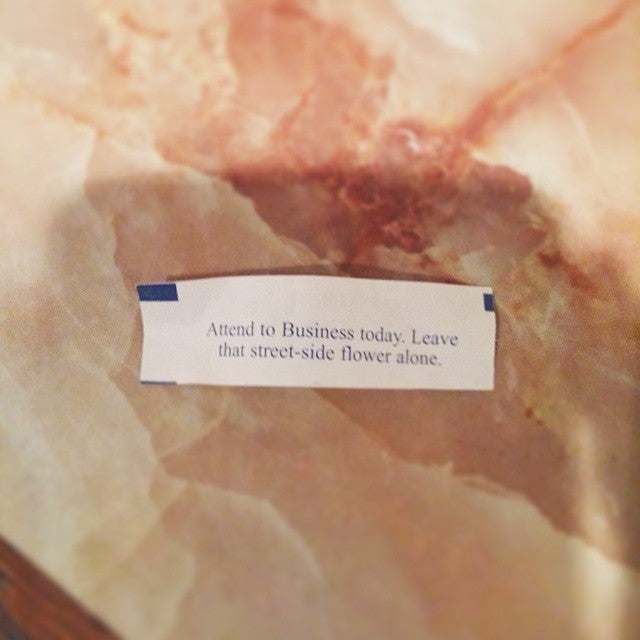 Attend to Business today. Leave
that street-side flower alone.